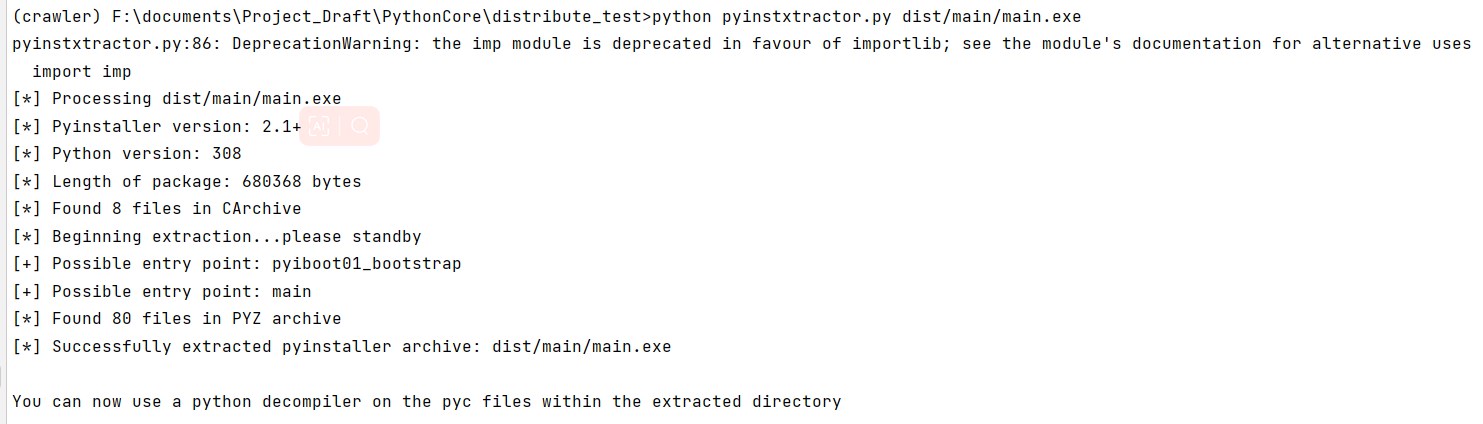 (crawler) F:\documents\Project_Draft\PythonCore\distribute_test>python pyinstxtractor.py dist/main/main.exe
pyinstxtractor.py:86: DeprecationWarning: the imp module is deprecated in favour of importlib; see the module's documentation for alternative uses
  import imp
[*] Processing dist/main/main.exe
[*] Pyinstaller version: 2.1+
[*] Python version: 308
[*] Length of package: 680368 bytes
[*] Found 8 files in CArchive
[*] Beginning extraction...please standby
[+] Possible entry point: pyiboot01_bootstrap
[+] Possible entry point: main
[*] Found 80 files in PYZ archive
[*] Successfully extracted pyinstaller archive: dist/main/main.exe
You can now use a python decompiler on the pyc files within the extracted directory